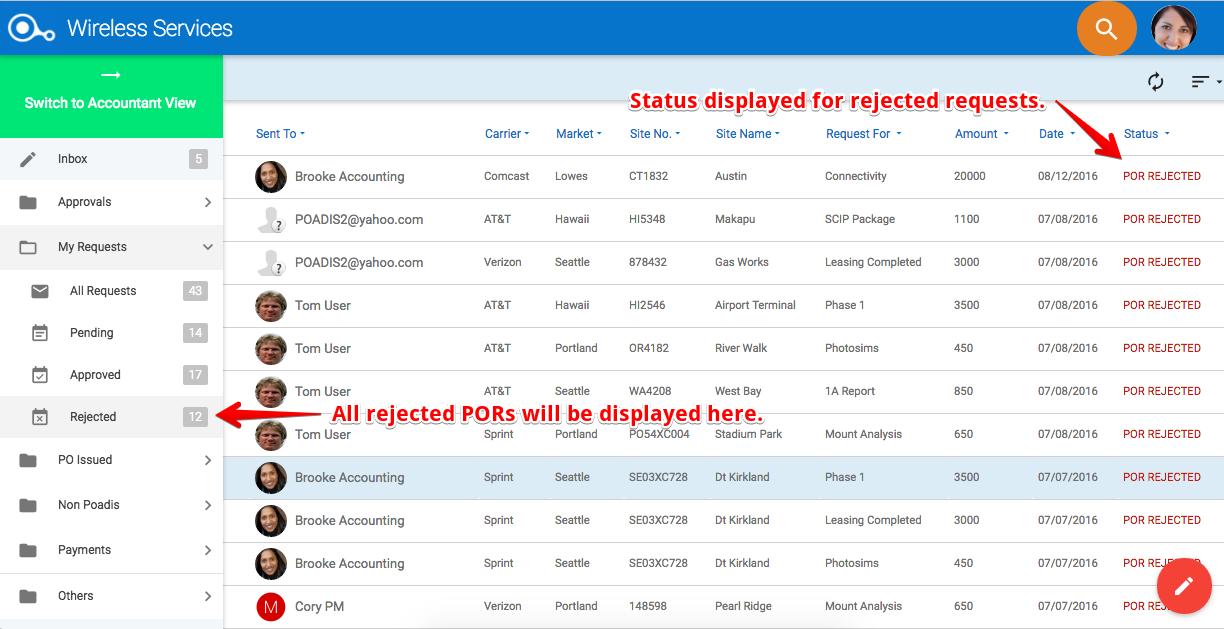 Wireless Services
Switch to Accountant View
Status displayed for rejected requests.
Sent To Carrier Market Site No. Site Name Request For Amount Date Status
Inbox 5
Approvals
My Requests
All Requests 43
Pending 14
Approved 17
Rejected 12
PO Issued
Non Poadis
Payments
Others
Brooke Accounting Comcast Lowes CT1832 Austin Connectivity 20000 08/12/2016 POR REJECTED
? POADIS2@yahoo.com AT&T Hawaii HI5348 Makapu SCIP Package 1100 07/08/2016 POR REJECTED
? POADIS2@yahoo.com Verizon Seattle 878432 Gas Works Leasing Completed 3000 07/08/2016 POR REJECTED
Tom User AT&T Hawaii HI2546 Airport Terminal Phase 1 3500 07/08/2016 POR REJECTED
Tom User AT&T Portland OR4182 River Walk Photosims 450 07/08/2016 POR REJECTED
Tom User AT&T Seattle WA4208 West Bay 1A Report 850 07/08/2016 POR REJECTED
All rejected PORs will be displayed here.
Tom User Sprint Portland PO54XC004 Stadium Park Mount Analysis 650 07/08/2016 POR REJECTED
Brooke Accounting Sprint Seattle SE03XC728 Dt Kirkland Phase 1 3500 07/07/2016 POR REJECTED
Brooke Accounting Sprint Seattle SE03XC728 Dt Kirkland Leasing Completed 3000 07/07/2016 POR REJECTED
Brooke Accounting Sprint Seattle SE03XC728 Dt Kirkland Photosims 450 07/07/2016 POR
M Cory PM Verizon Portland 148598 Pearl Ridge Mount Analysis 650 07/07/2016 POR